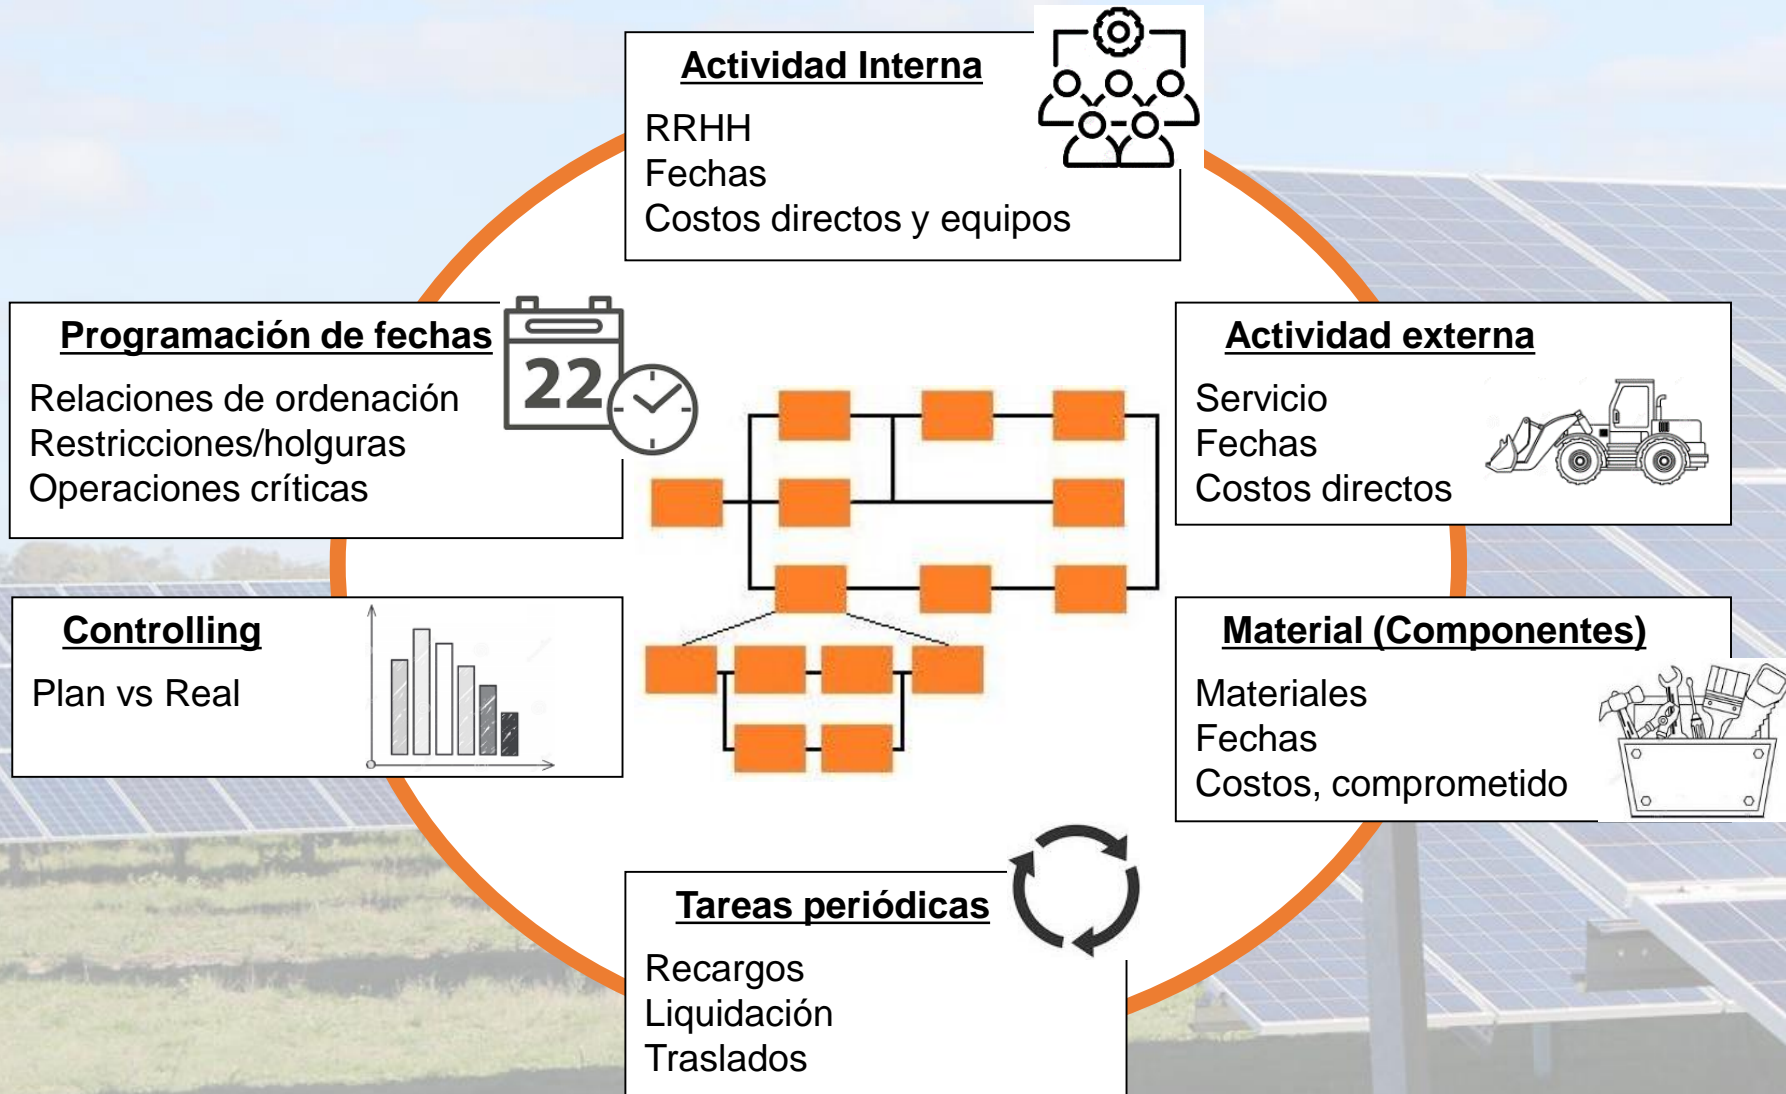 Actividad Interna
RRHH
Fechas
Costos directos y equipos
Programación de fechas
Relaciones de ordenación
Restricciones/holguras
Operaciones críticas
22
Actividad externa
Servicio
Fechas
Costos directos
Controlling
Plan vs Real
Material (Componentes)
Materiales
Fechas
Costos, comprometido
Tareas periódicas
Recargos
Liquidación
Traslados